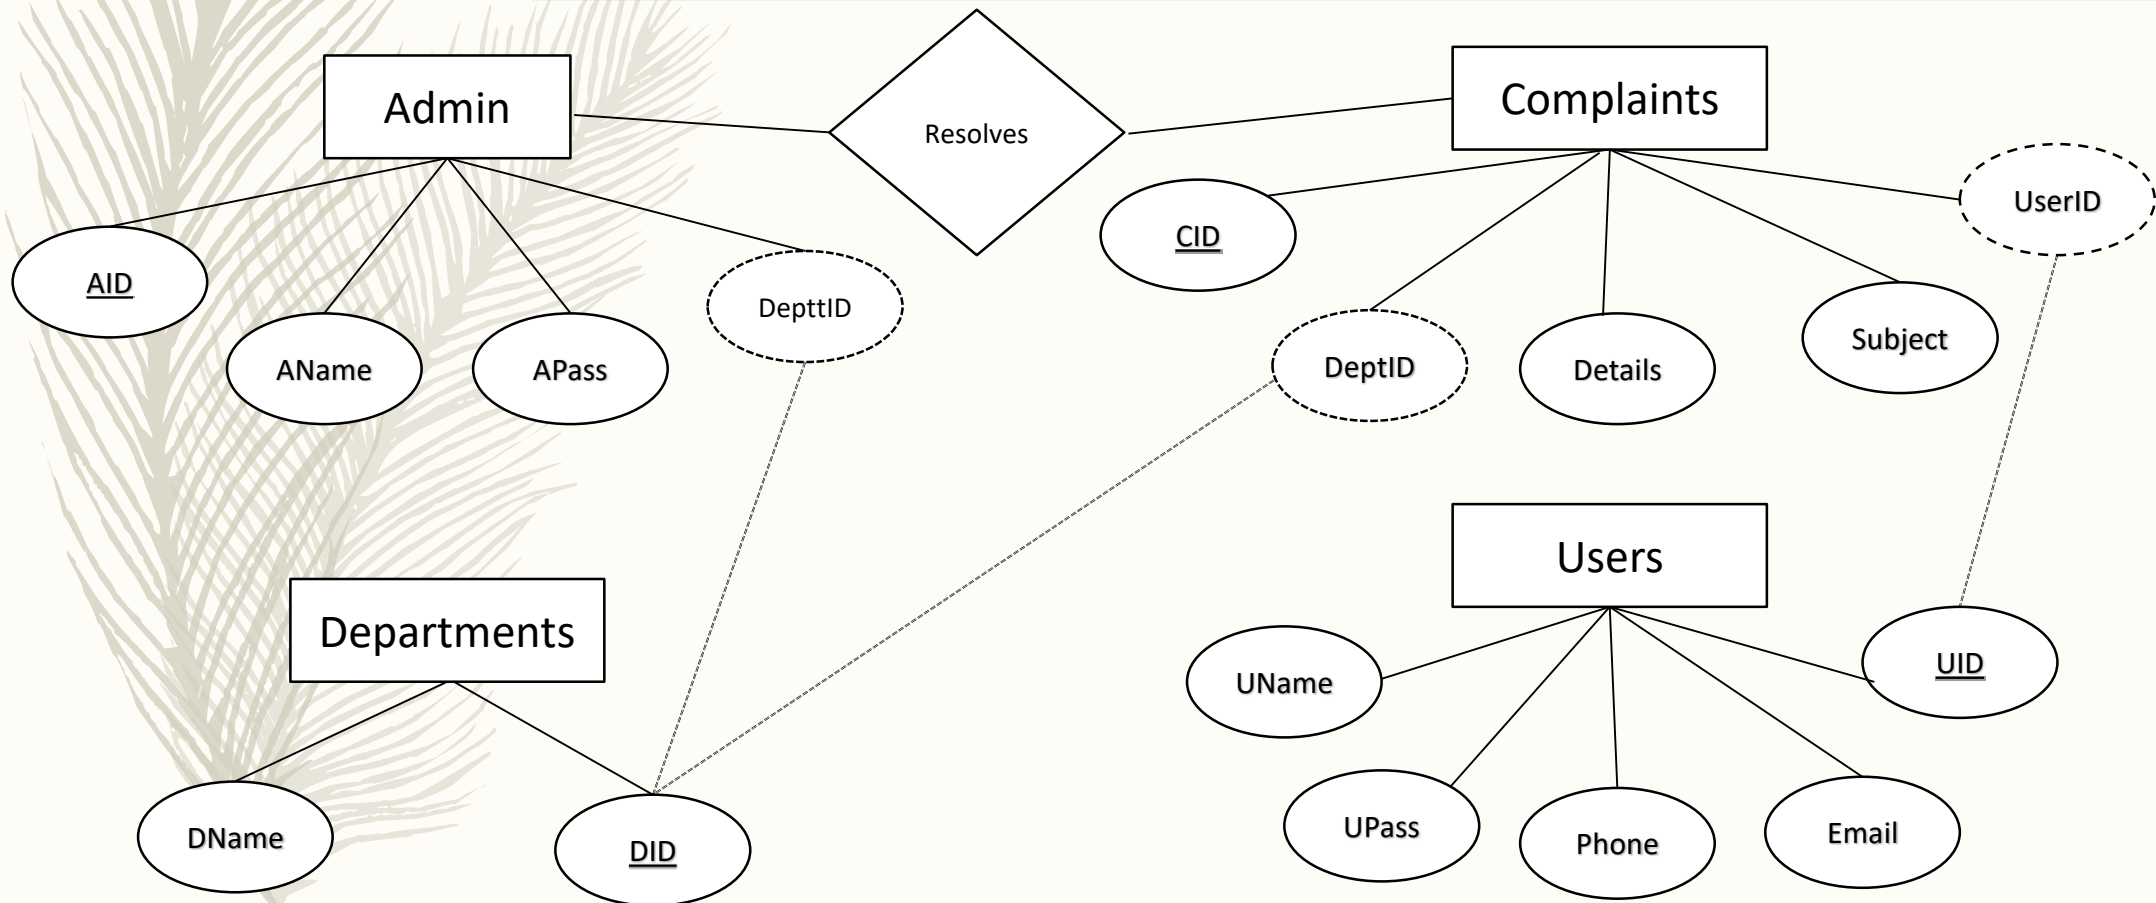 Admin
Resolves
Complaints
UserID
CID
AID
DepttID
Subject
DeptID
Details
AName
APass
Users
Departments
UID
UName
UPass
Email
Phone
DName
DID